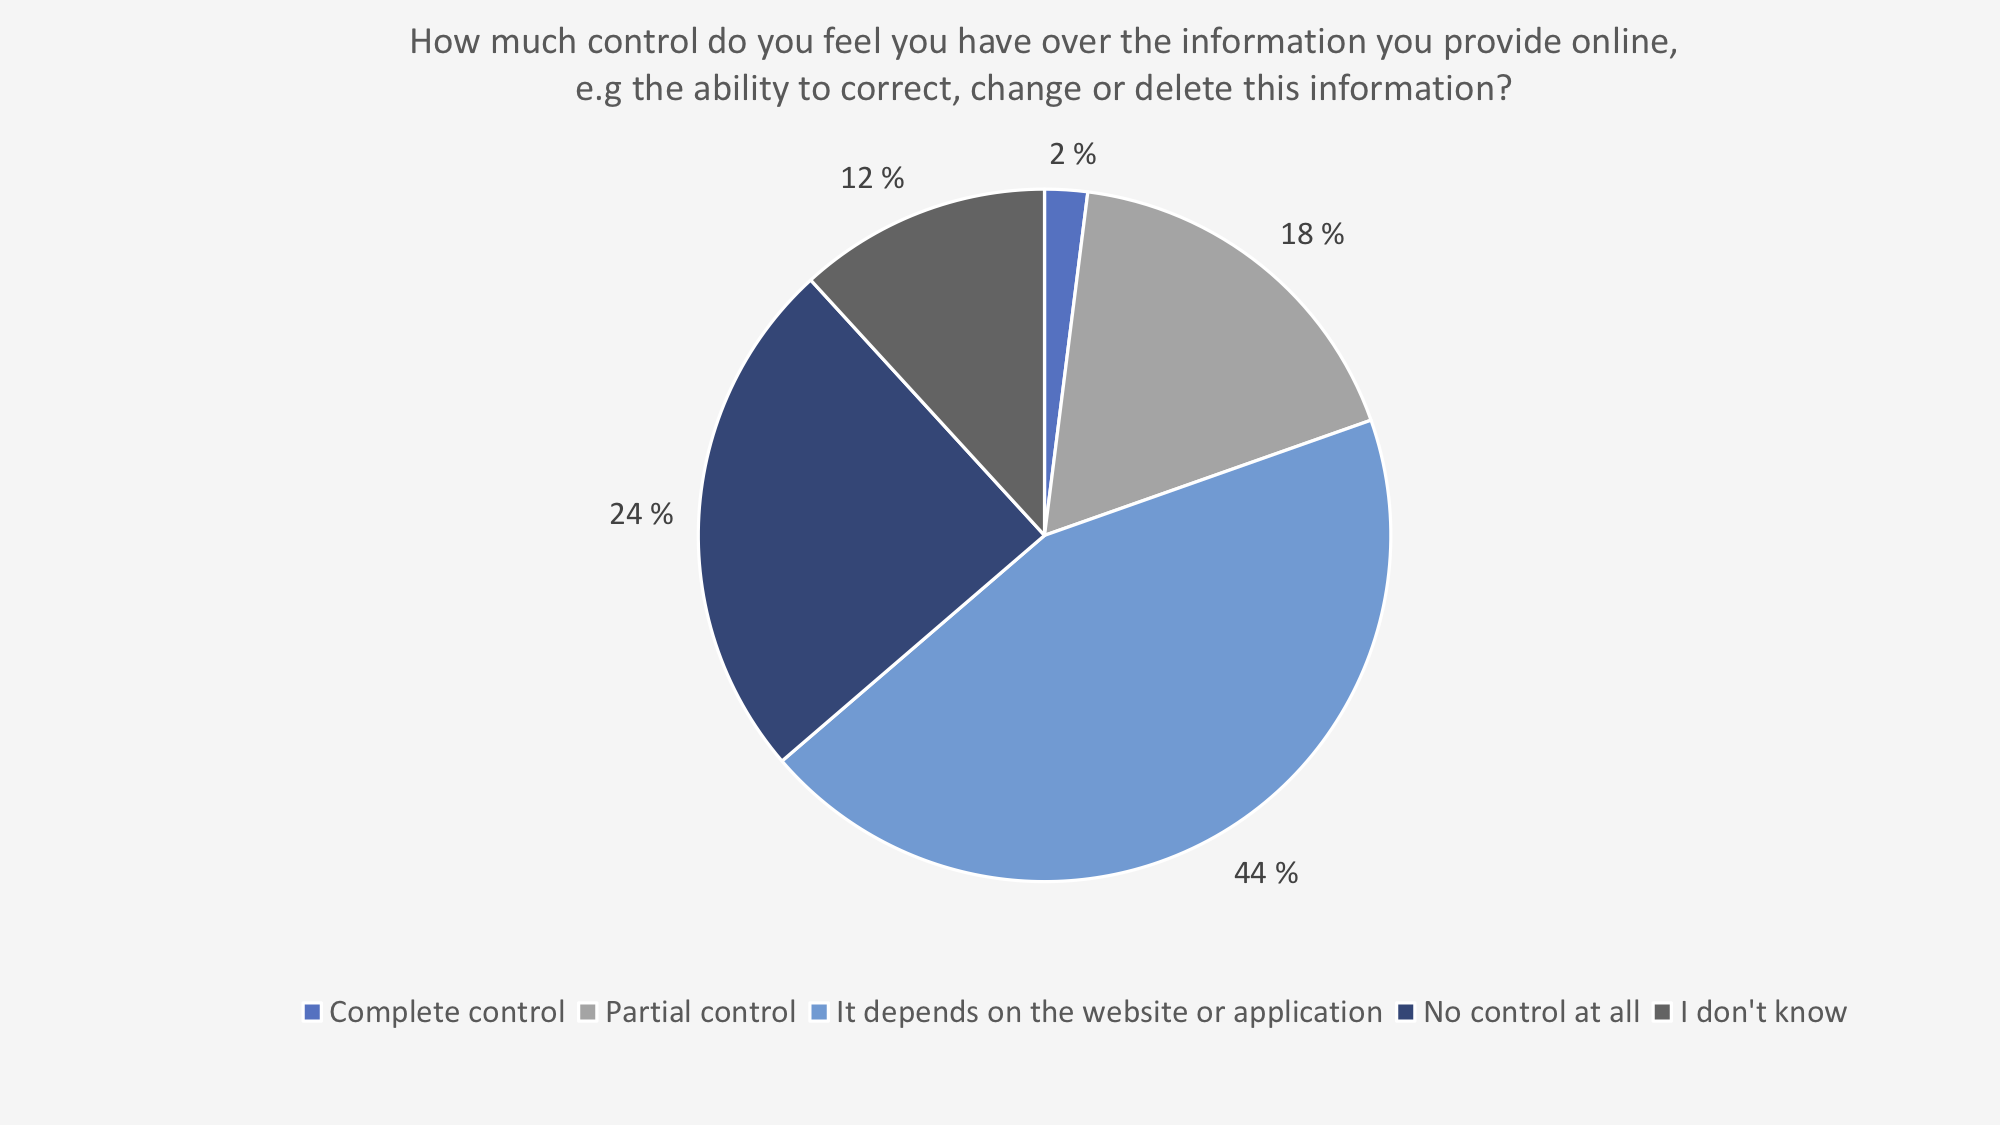 How much control do you feel you have over the information you provide online,
e.g the ability to correct, change or delete this information?
2 %
12 %
18 %
24 %
44 %
Complete control
Partial control
It depends on the website or application
No control at all
I don't know